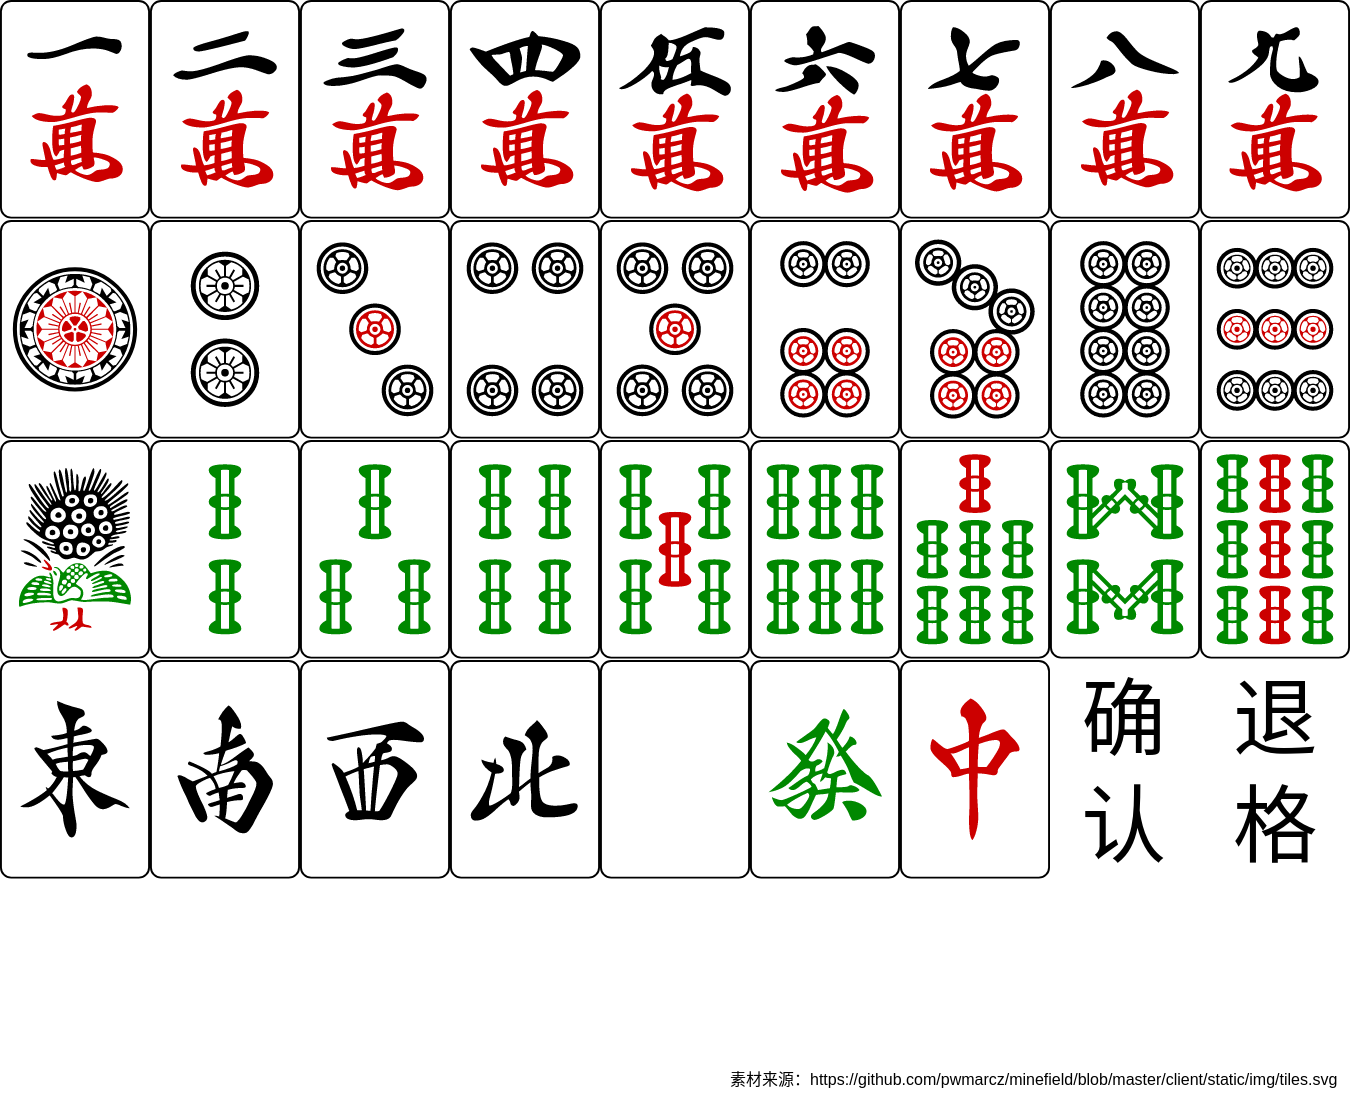 一 二 三 四 伍 六 七 八 九
萬 萬 萬 萬 萬 萬 萬 萬 萬
東 南 西 北 發 中 确认 退格
素材来源：https://github.com/pwmarcz/minefield/blob/master/client/static/img/tiles.svg